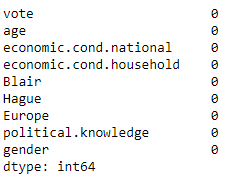 vote 0
age 0
economic.cond.national 0
economic.cond.household 0
Blair 0
Hague 0
Europe 0
political.knowledge 0
gender 0
dtype: int64